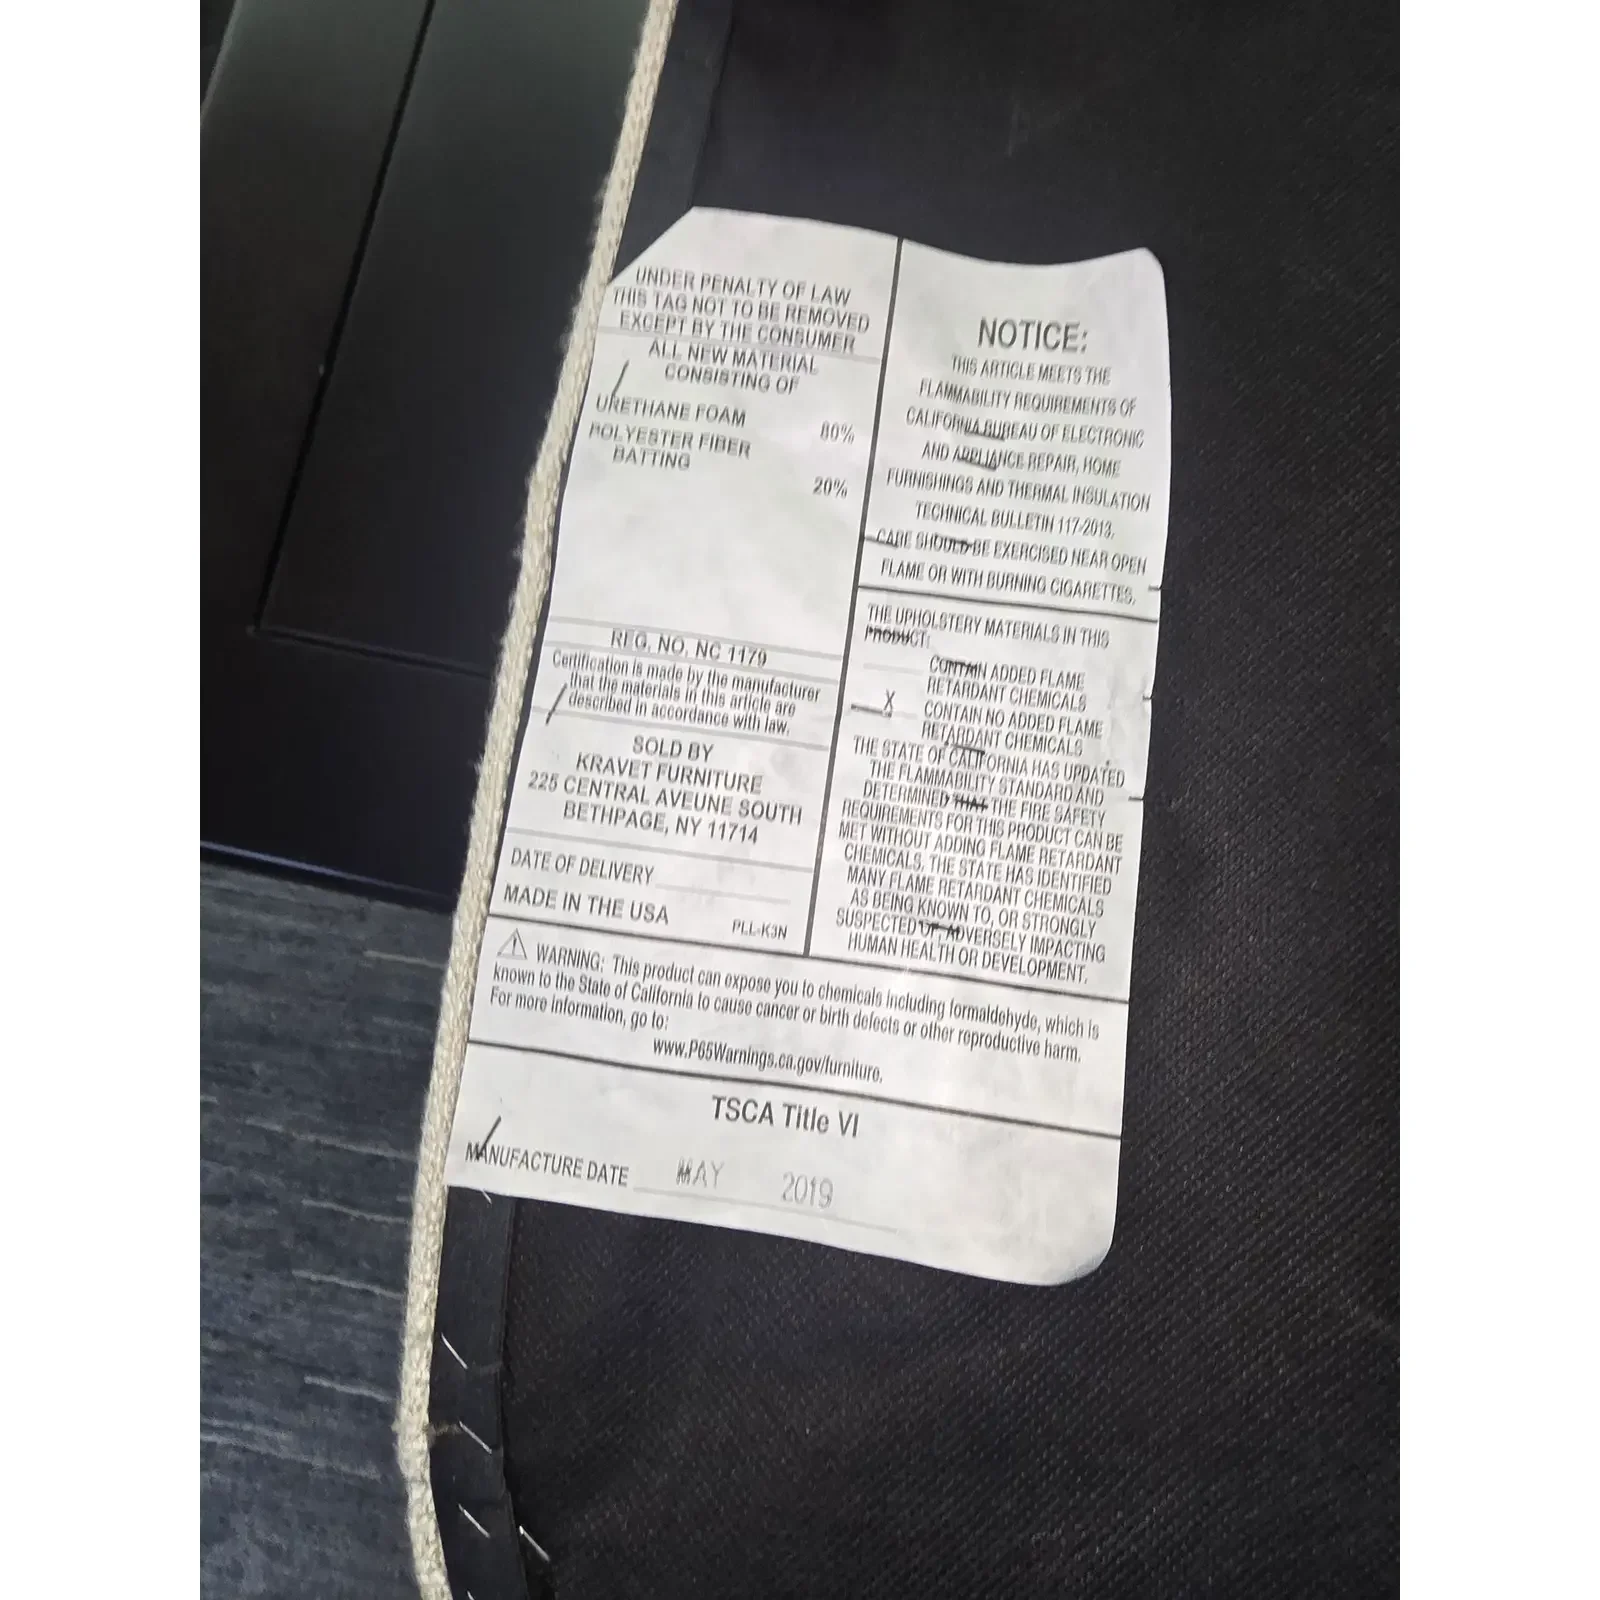 UNDER PENALTY OF LAW
THIS TAG NOT TO BE REMOVED
EXCEPT BY THE CONSUMER
ALL NEW MATERIAL
CONSISTING OF
URETHANE FOAM 80%
POLYESTER FIBER
BATTING
20%
REG. NO. NC 1179
Certification is made by the manufacturer
that the materials in this article are
described in accordance with law.
SOLD BY
KRAVET FURNITURE
225 CENTRAL AVEUNE SOUTH
BETHPAGE, NY 11714
DATE OF DELIVERY
MADE IN THE USA
PLL-K3N
NOTICE:
THIS ARTICLE MEETS THE
FLAMMABILITY REQUIREMENTS OF
CALIFORNIA BUREAU OF ELECTRONIC
AND APPLIANCE REPAIR, HOME
FURNISHINGS AND THERMAL INSULATION
TECHNICAL BULLETIN 117-2013.
CARE SHOULD BE EXERCISED NEAR OPEN
FLAME OR WITH BURNING CIGARETTES.
THE UPHOLSTERY MATERIALS IN THIS
PRODUCT:
CONTAIN ADDED FLAME
RETARDANT CHEMICALS
X CONTAIN NO ADDED FLAME
RETARDANT CHEMICALS
THE STATE OF CALIFORNIA HAS UPDATED
THE FLAMMABILITY STANDARD AND
DETERMINED THAT THE FIRE SAFETY
REQUIREMENTS FOR THIS PRODUCT CAN BE
MET WITHOUT ADDING FLAME RETARDANT
CHEMICALS. THE STATE HAS IDENTIFIED
MANY FLAME RETARDANT CHEMICALS
AS BEING KNOWN TO, OR STRONGLY
SUSPECTED OF ADVERSELY IMPACTING
HUMAN HEALTH OR DEVELOPMENT.
WARNING: This product can expose you to chemicals including formaldehyde, which is
known to the State of California to cause cancer or birth defects or other reproductive harm.
For more information, go to:
www.P65Warnings.ca.gov/furniture.
TSCA Title VI
MANUFACTURE DATE MAY 2019